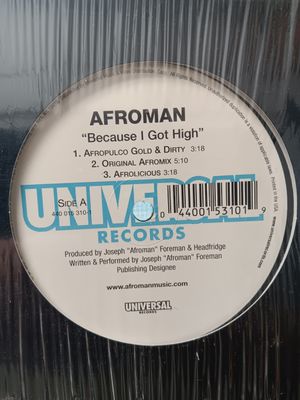 AFROMAN
"Because I Got High"
1. AFROPULCO GOLD & DIRTY 3:18
2. ORIGINAL AFROMIX 5:10
3. AFROLICIOUS 3:18
SIDE A
440 015 310-1
0 44001 53101 9
UNIVERSAL
RECORDS
Produced by Joseph "Afroman" Foreman & Headfridge
Written & Performed by Joseph "Afroman" Foreman
Publishing Designee
www.afromanmusic.com
UNIVERSAL
RECORDS